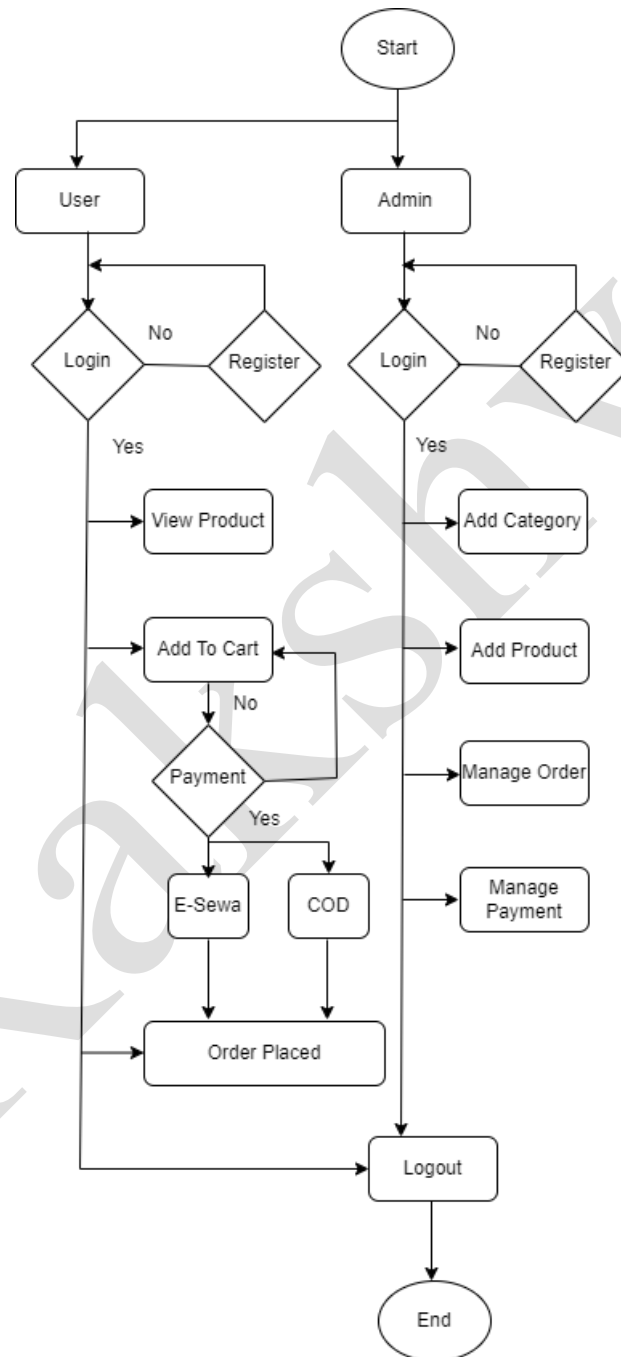 Start
User
Admin
Login
No
Register
Login
No
Register
Yes
Yes
View Product
Add Category
Add To Cart
Add Product
No
Payment
Manage Order
Yes
E-Sewa
COD
Manage
Payment
Order Placed
Logout
End